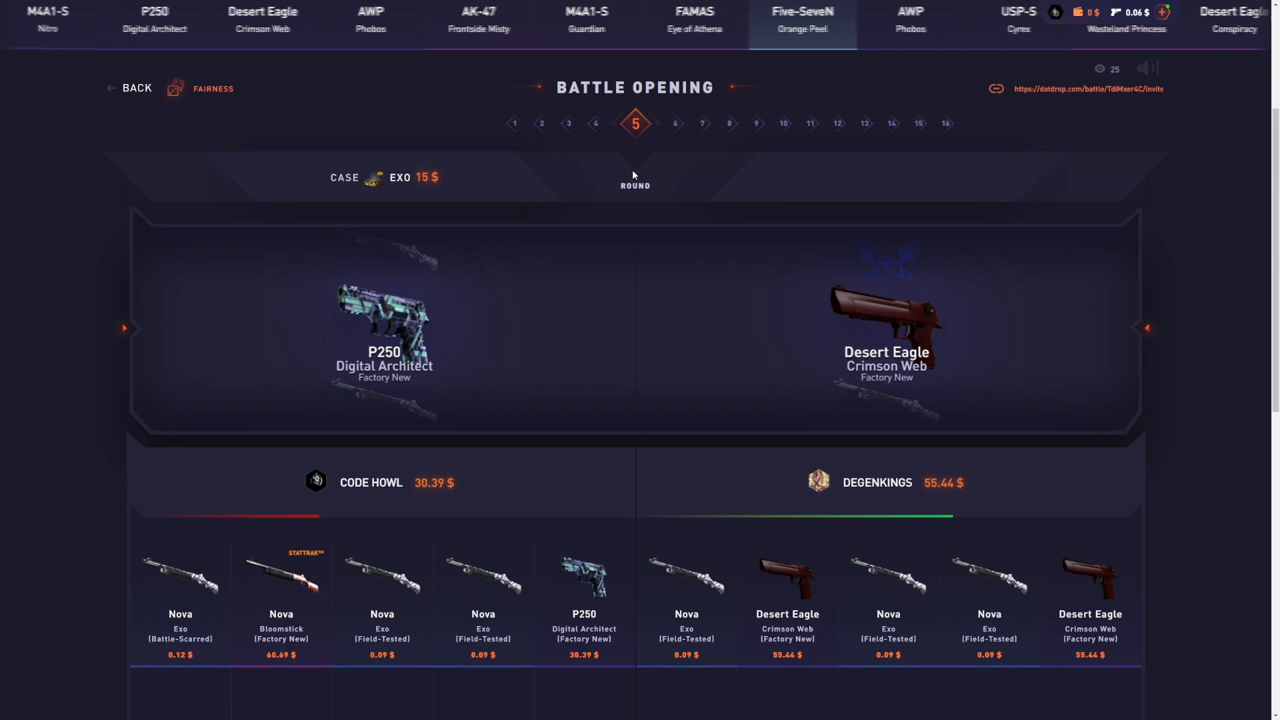 M4A1-S
Nitro
P250
Digital Architect
Desert Eagle
Crimson Web
AWP
Phobos
AK-47
Frontside Misty
M4A1-S
Guardian
FAMAS
Eye of Athena
Five-SeveN
Orange Peel
AWP
Phobos
USP-S
Cyrex
Wasteland Princess
Desert Eagle
Conspiracy
0 $
0.06 $
BACK
FAIRNESS
BATTLE OPENING
25
https://datdrop.com/battle/TdiMxer4C/invite
1 2 3 4 5 6 7 8 9 10 11 12 13 14 15 16
CASE EXO 15 $
ROUND
P250
Digital Architect
Factory New
Desert Eagle
Crimson Web
Factory New
CODE HOWL 30.39 $
DEGENKINGS 55.44 $
Nova
Exo
(Battle-Scarred)
0.12 $
STATTRAK™
Nova
Bloomstick
(Factory New)
60.69 $
Nova
Exo
(Field-Tested)
0.09 $
Nova
Exo
(Field-Tested)
0.09 $
P250
Digital Architect
(Factory New)
30.39 $
Nova
Exo
(Field-Tested)
0.09 $
Desert Eagle
Crimson Web
(Factory New)
55.44 $
Nova
Exo
(Field-Tested)
0.09 $
Nova
Exo
(Field-Tested)
0.09 $
Desert Eagle
Crimson Web
(Factory New)
55.44 $